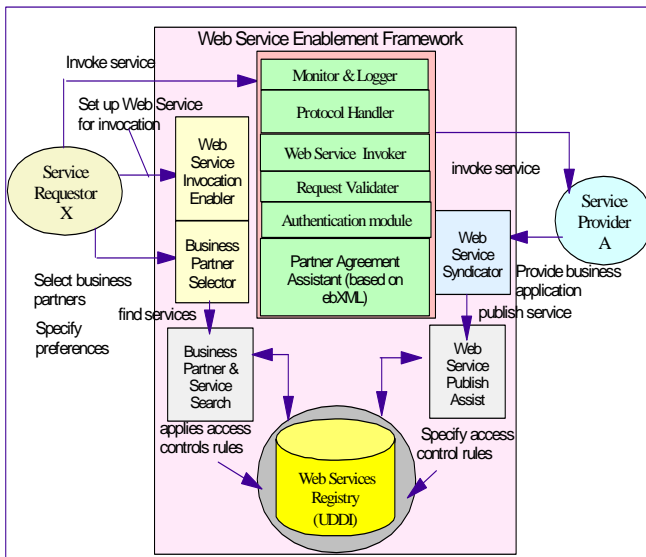 Web Service Enablement Framework
Invoke service
Set up Web Service
for invocation
Service
Requestor
X
Select business
partners
Specify
preferences
Web
Service
Invocation
Enabler
Business
Partner
Selector
find services
Monitor & Logger
Protocol Handler
Web Service Invoker
Request Validater
Authentication module
Partner Agreement
Assistant (based on
ebXML)
invoke service
Service
Provider
A
Web
Service
Syndicator
Provide business
application
publish service
Business
Partner &
Service
Search
applies access
controls rules
Web
Service
Publish
Assist
Specify access
control rules
Web Services
Registry
(UDDI)